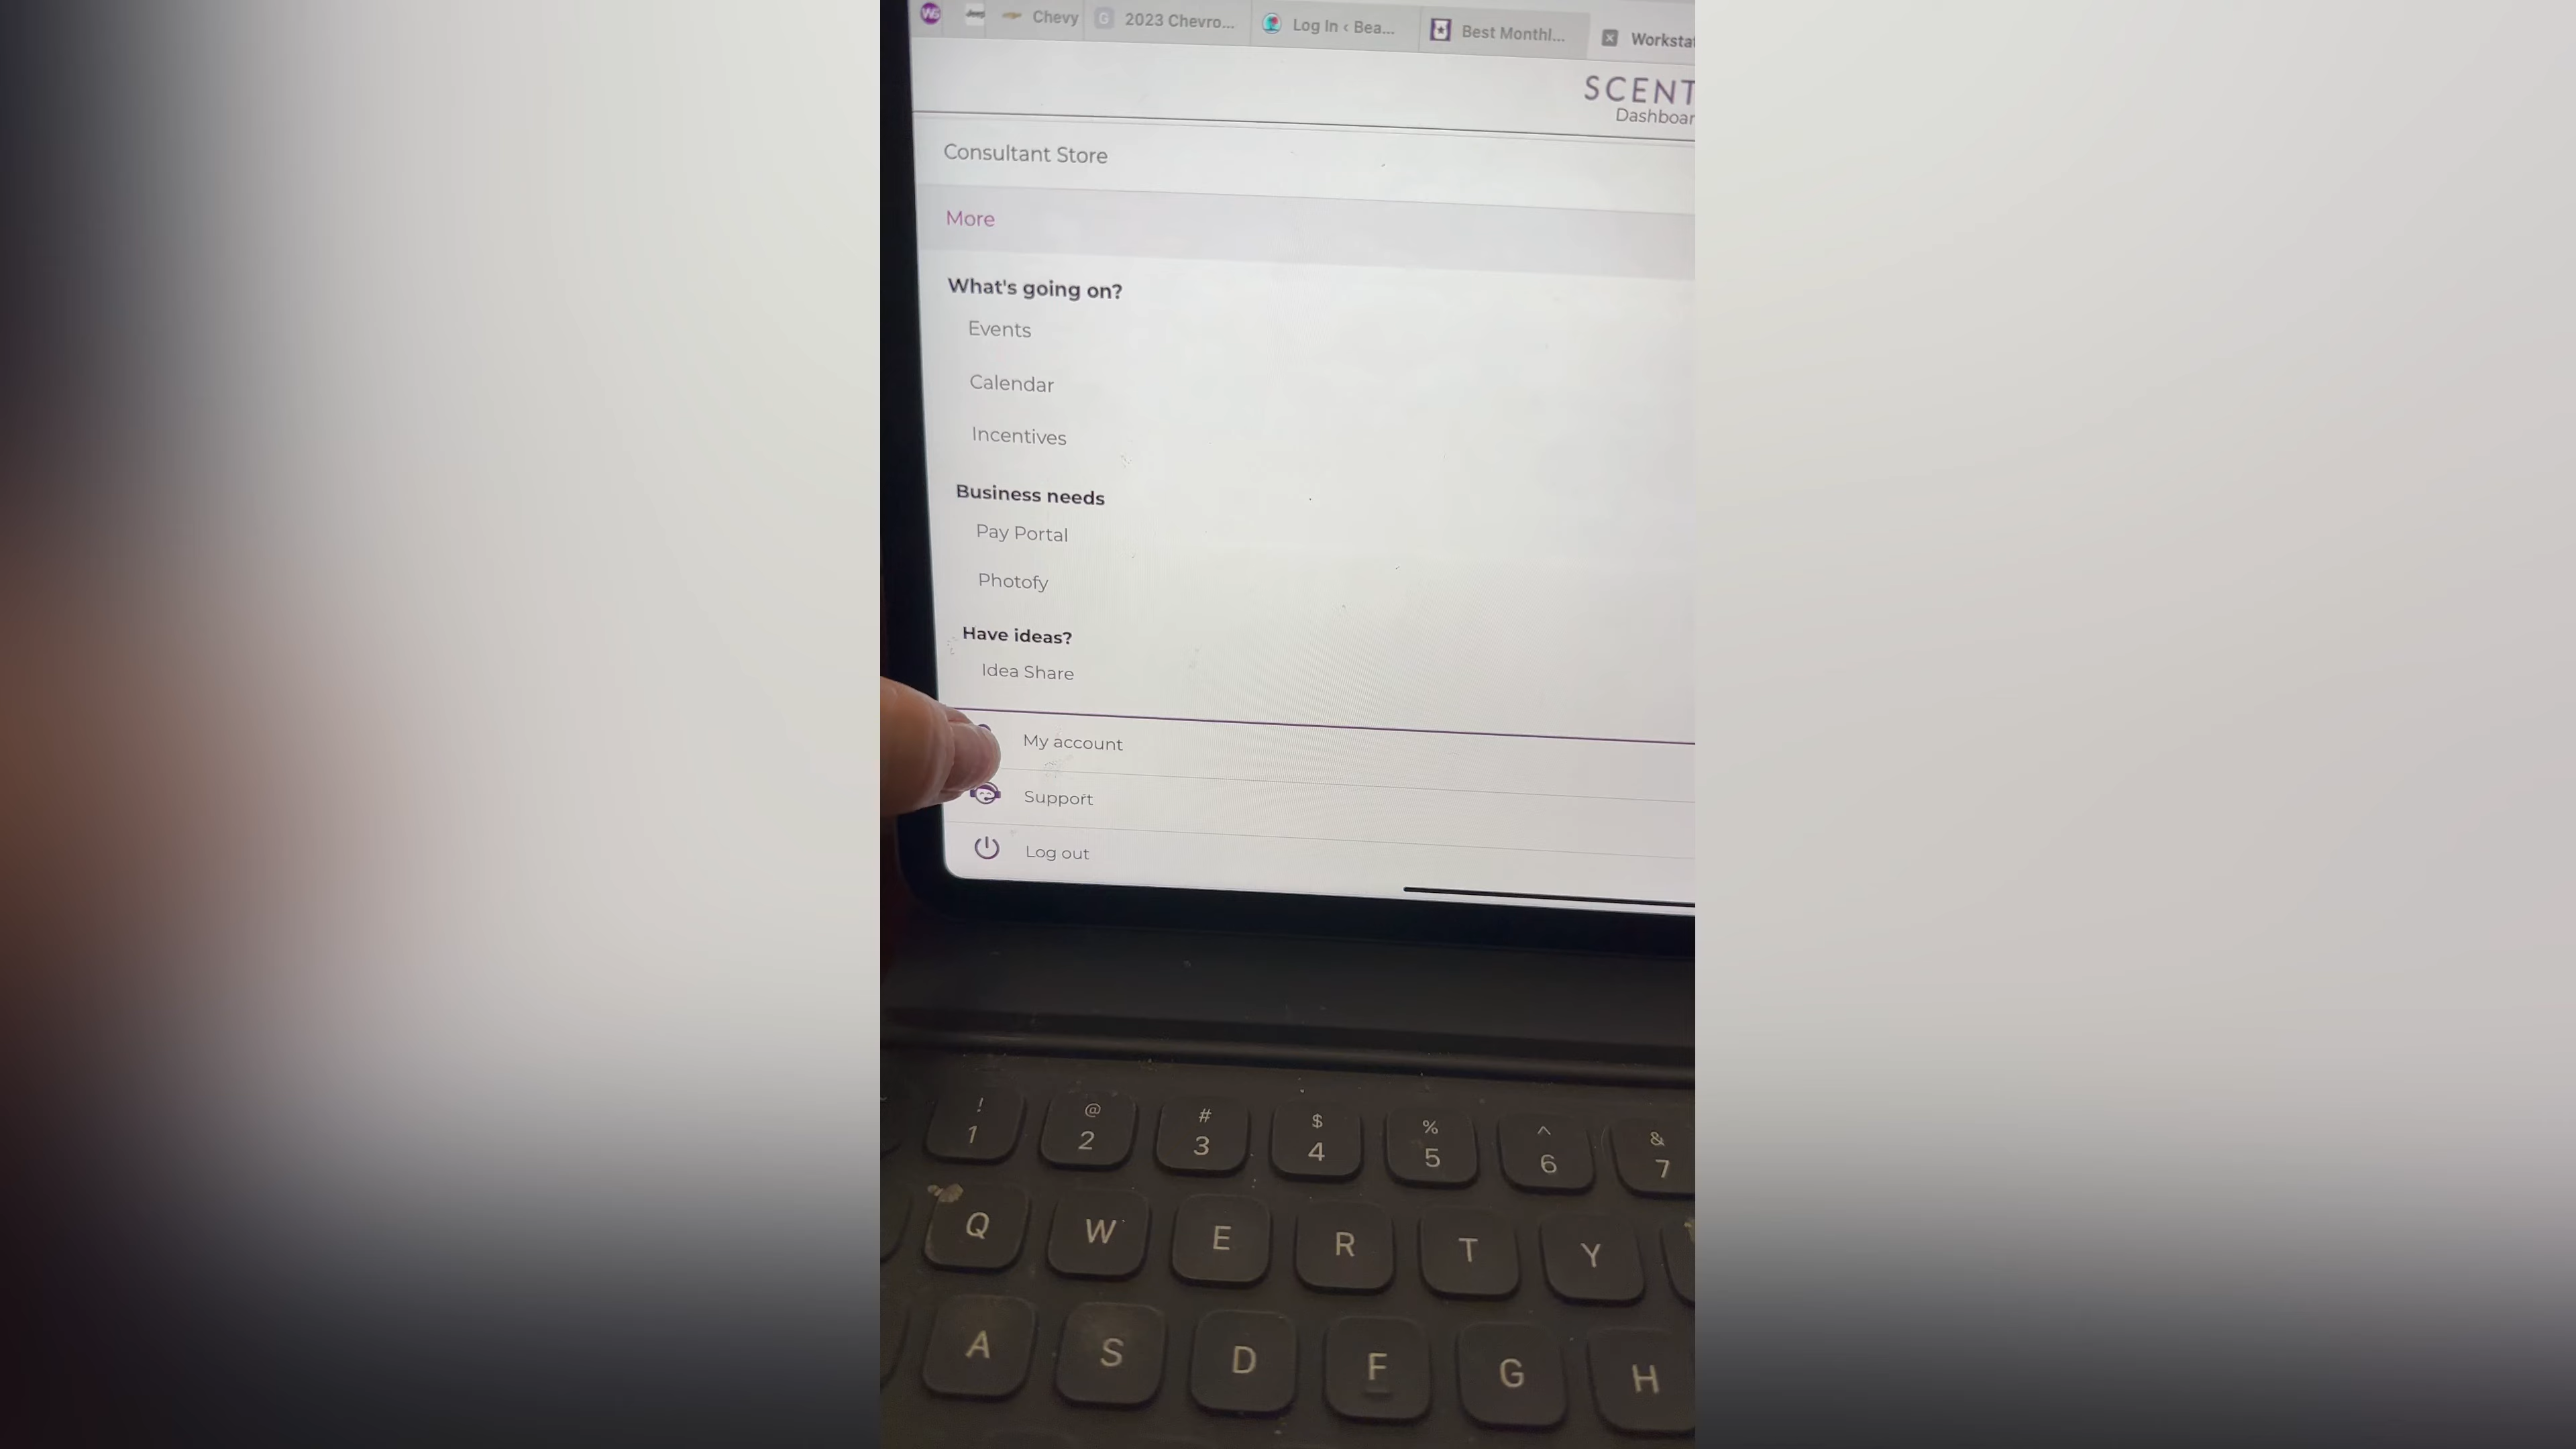 Chevy
2023 Chevro...
Log In ‹ Bea...
Best Monthl...
Worksta
SCENT
Dashboar
Consultant Store
More
What's going on?
Events
Calendar
Incentives
Business needs
Pay Portal
Photofy
Have ideas?
Idea Share
My account
Support
Log out
! @ # $ % ^ &
1 2 3 4 5 6 7
Q W E R T Y
A S D F G H